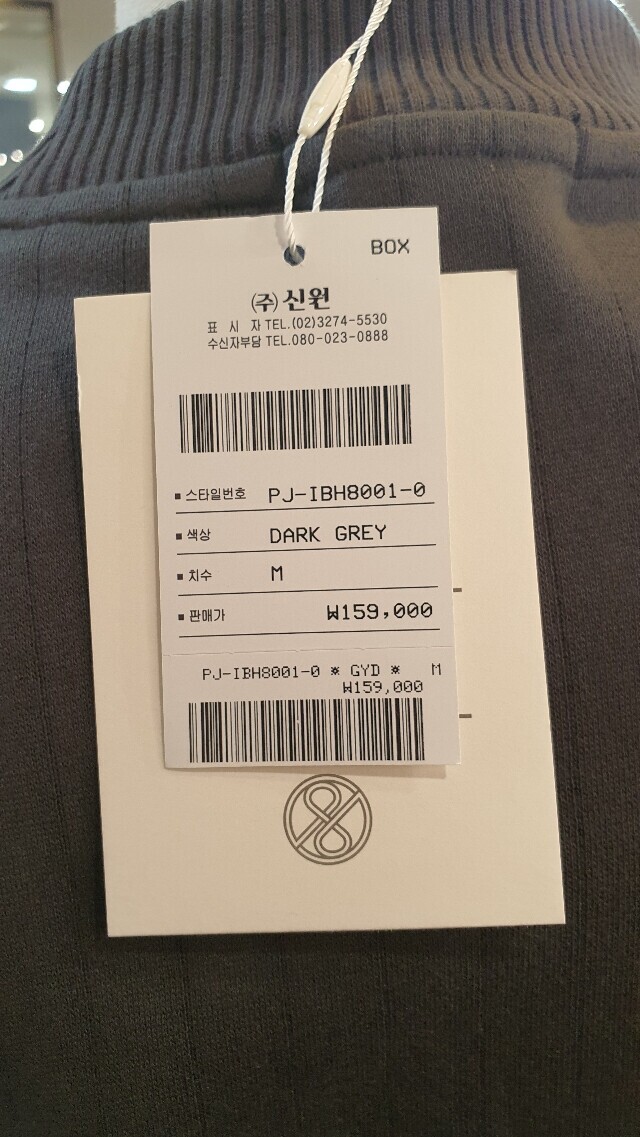 BOX
(주)신원
표 시 자 TEL.(02)3274-5530
수신자부담 TEL.080-023-0888
■ 스타일번호 PJ-IBH8001-0
■ 색상 DARK GREY
■ 치수 M
■ 판매가 ₩159,000
PJ-IBH8001-0 ※ GYD ※ M
₩159,000